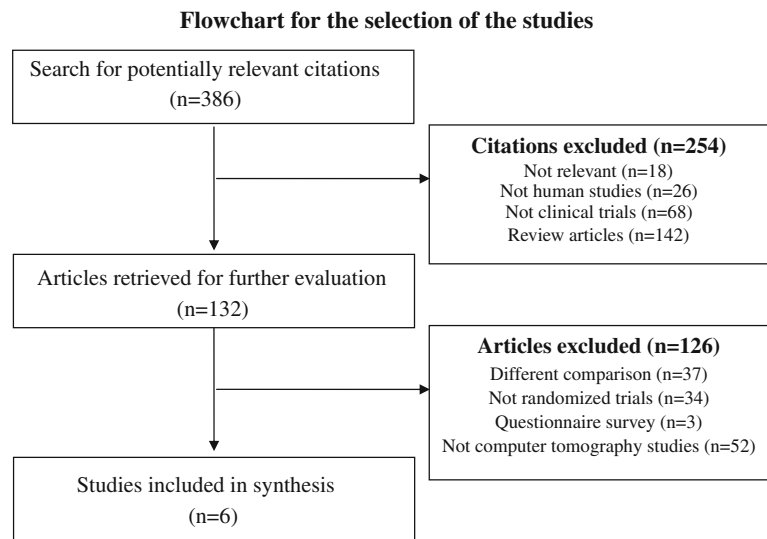 Flowchart for the selection of the studies
Search for potentially relevant citations
(n=386)
Citations excluded (n=254)
Not relevant (n=18)
Not human studies (n=26)
Not clinical trials (n=68)
Review articles (n=142)
Articles retrieved for further evaluation
(n=132)
Articles excluded (n=126)
Different comparison (n=37)
Not randomized trials (n=34)
Questionnaire survey (n=3)
Not computer tomography studies (n=52)
Studies included in synthesis
(n=6)